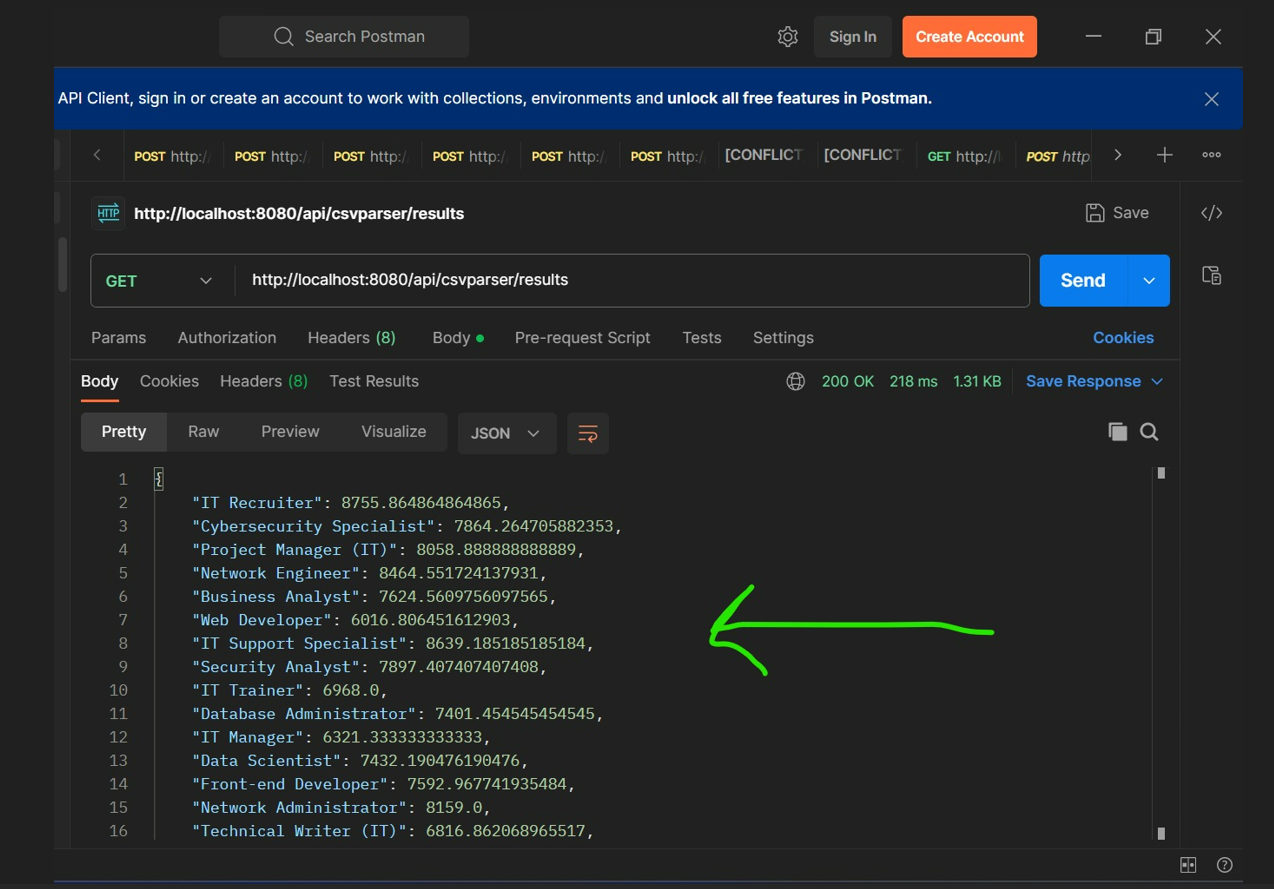 Search Postman
Sign In
Create Account
API Client, sign in or create an account to work with collections, environments and unlock all free features in Postman.
POST http:/
POST http:/
POST http:/
POST http:/
POST http:/
POST http:/
[CONFLICT
[CONFLICT
GET http://
POST http
HTTP
http://localhost:8080/api/csvparser/results
Save
</>
GET
http://localhost:8080/api/csvparser/results
Send
Params
Authorization
Headers (8)
Body
Pre-request Script
Tests
Settings
Cookies
Body
Cookies
Headers (8)
Test Results
200 OK
218 ms
1.31 KB
Save Response
Pretty
Raw
Preview
Visualize
JSON
1 {
2 "IT Recruiter": 8755.864864864865,
3 "Cybersecurity Specialist": 7864.264705882353,
4 "Project Manager (IT)": 8058.888888888889,
5 "Network Engineer": 8464.551724137931,
6 "Business Analyst": 7624.5609756097565,
7 "Web Developer": 6016.806451612903,
8 "IT Support Specialist": 8639.185185185184,
9 "Security Analyst": 7897.407407407408,
10 "IT Trainer": 6968.0,
11 "Database Administrator": 7401.454545454545,
12 "IT Manager": 6321.333333333333,
13 "Data Scientist": 7432.190476190476,
14 "Front-end Developer": 7592.967741935484,
15 "Network Administrator": 8159.0,
16 "Technical Writer (IT)": 6816.862068965517,